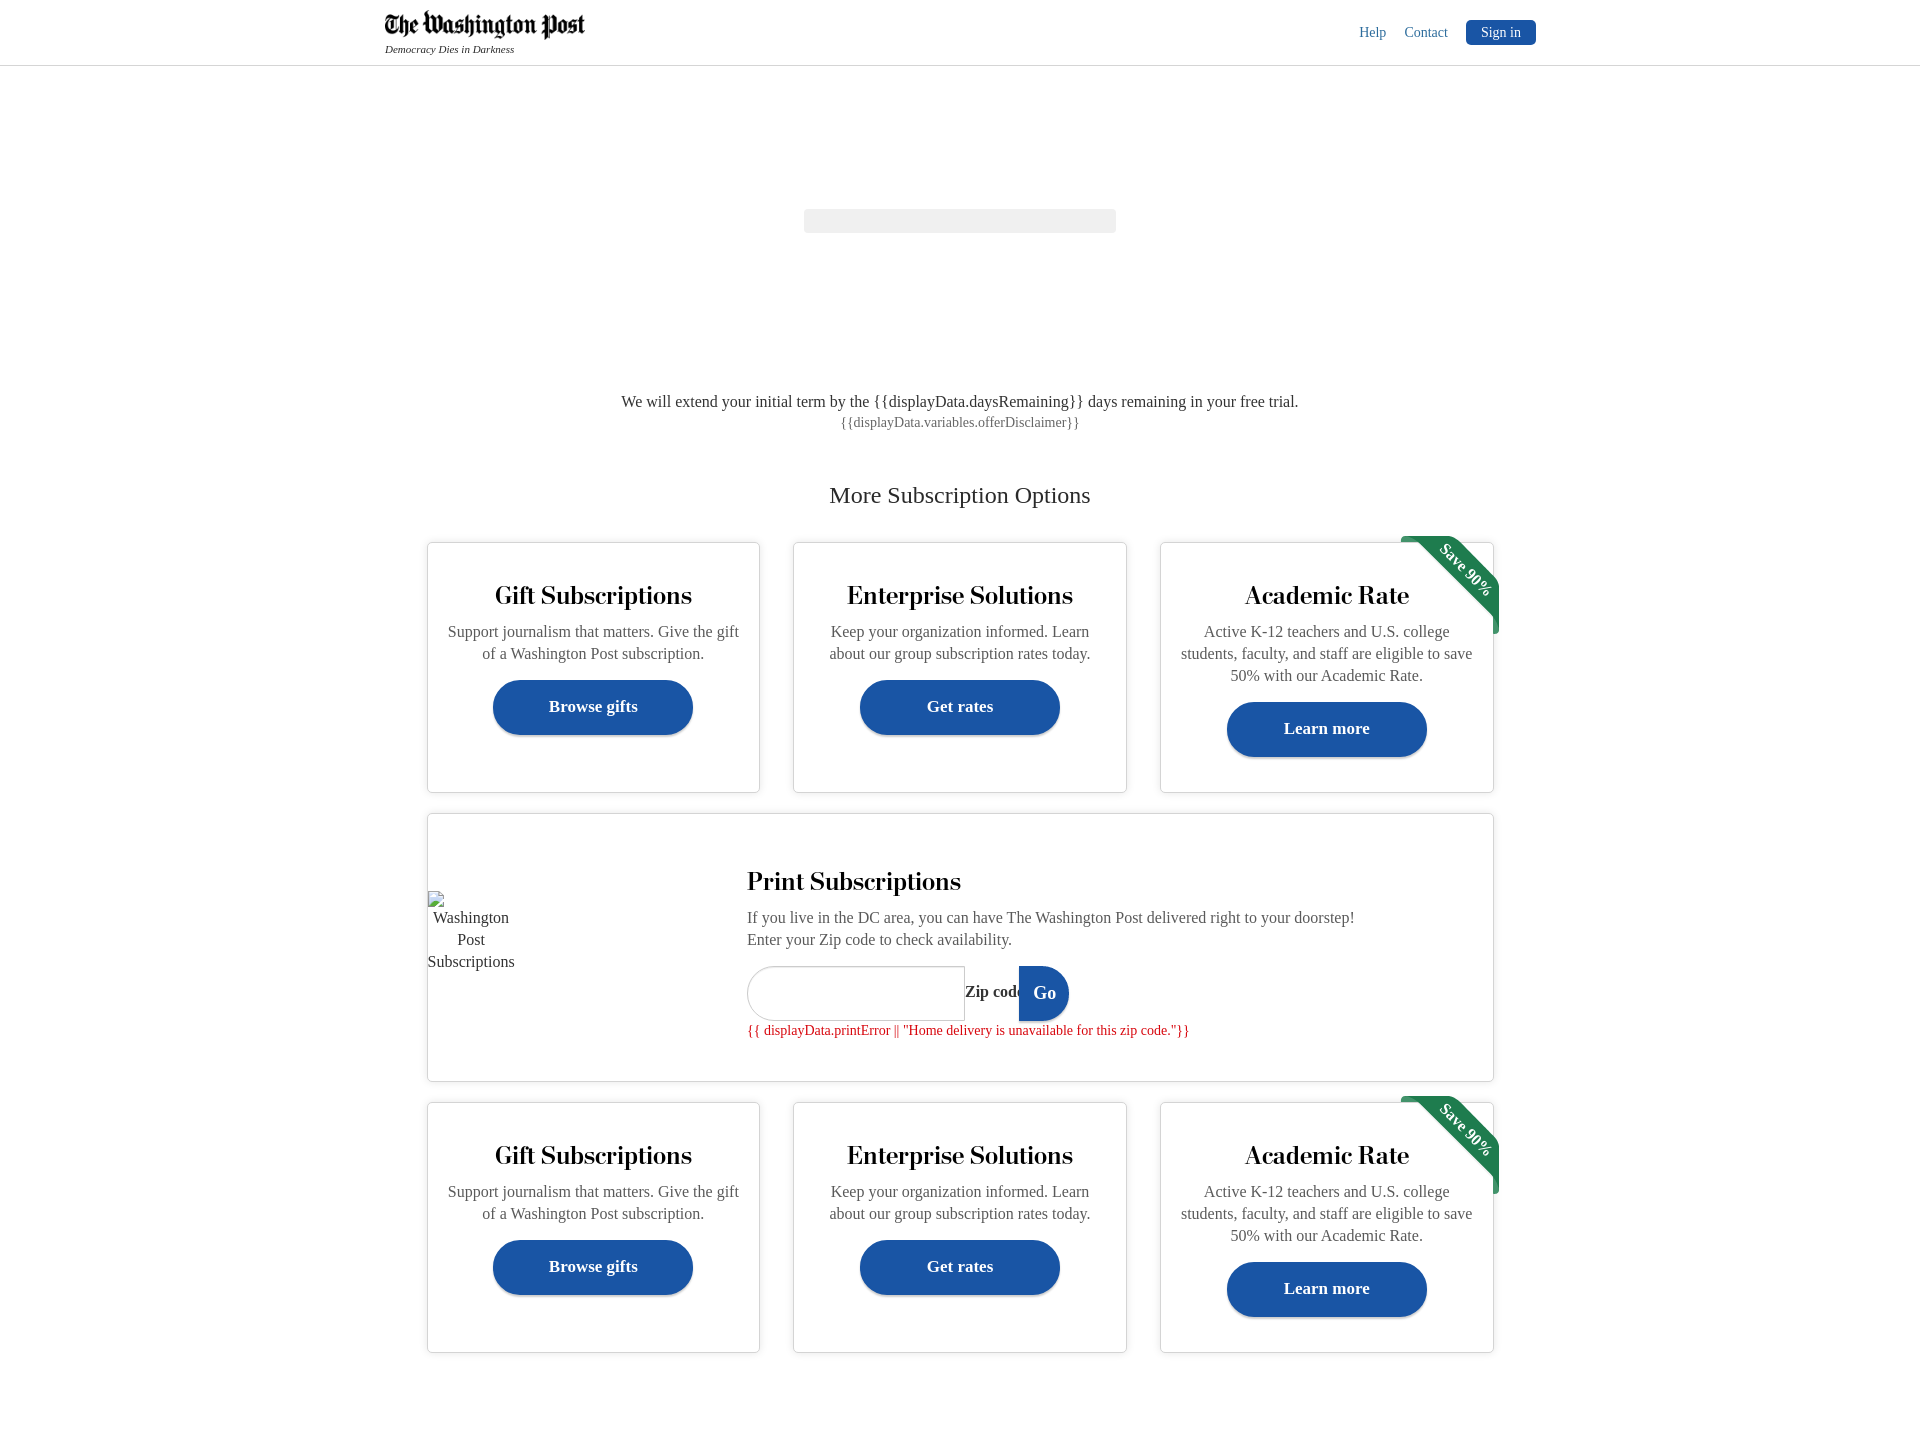 The Washington Post
Democracy Dies in Darkness
Help
Contact
Sign in
We will extend your initial term by the {{displayData.daysRemaining}} days remaining in your free trial.
{{displayData.variables.offerDisclaimer}}
More Subscription Options
Gift Subscriptions
Support journalism that matters. Give the gift
of a Washington Post subscription.
Browse gifts
Enterprise Solutions
Keep your organization informed. Learn
about our group subscription rates today.
Get rates
Save 90%
Academic Rate
Active K-12 teachers and U.S. college
students, faculty, and staff are eligible to save
50% with our Academic Rate.
Learn more
Washington
Post
Subscriptions
Print Subscriptions
If you live in the DC area, you can have The Washington Post delivered right to your doorstep!
Enter your Zip code to check availability.
Zip code
Go
{{ displayData.printError || "Home delivery is unavailable for this zip code."}}
Gift Subscriptions
Support journalism that matters. Give the gift
of a Washington Post subscription.
Browse gifts
Enterprise Solutions
Keep your organization informed. Learn
about our group subscription rates today.
Get rates
Save 90%
Academic Rate
Active K-12 teachers and U.S. college
students, faculty, and staff are eligible to save
50% with our Academic Rate.
Learn more